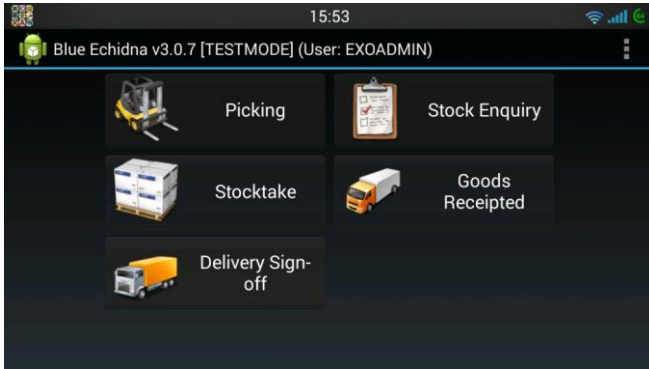 15:53
64
Blue Echidna v3.0.7 [TESTMODE] (User: EXOADMIN)
Picking
Stock Enquiry
Stocktake
Goods
Receipted
Delivery Sign-
off